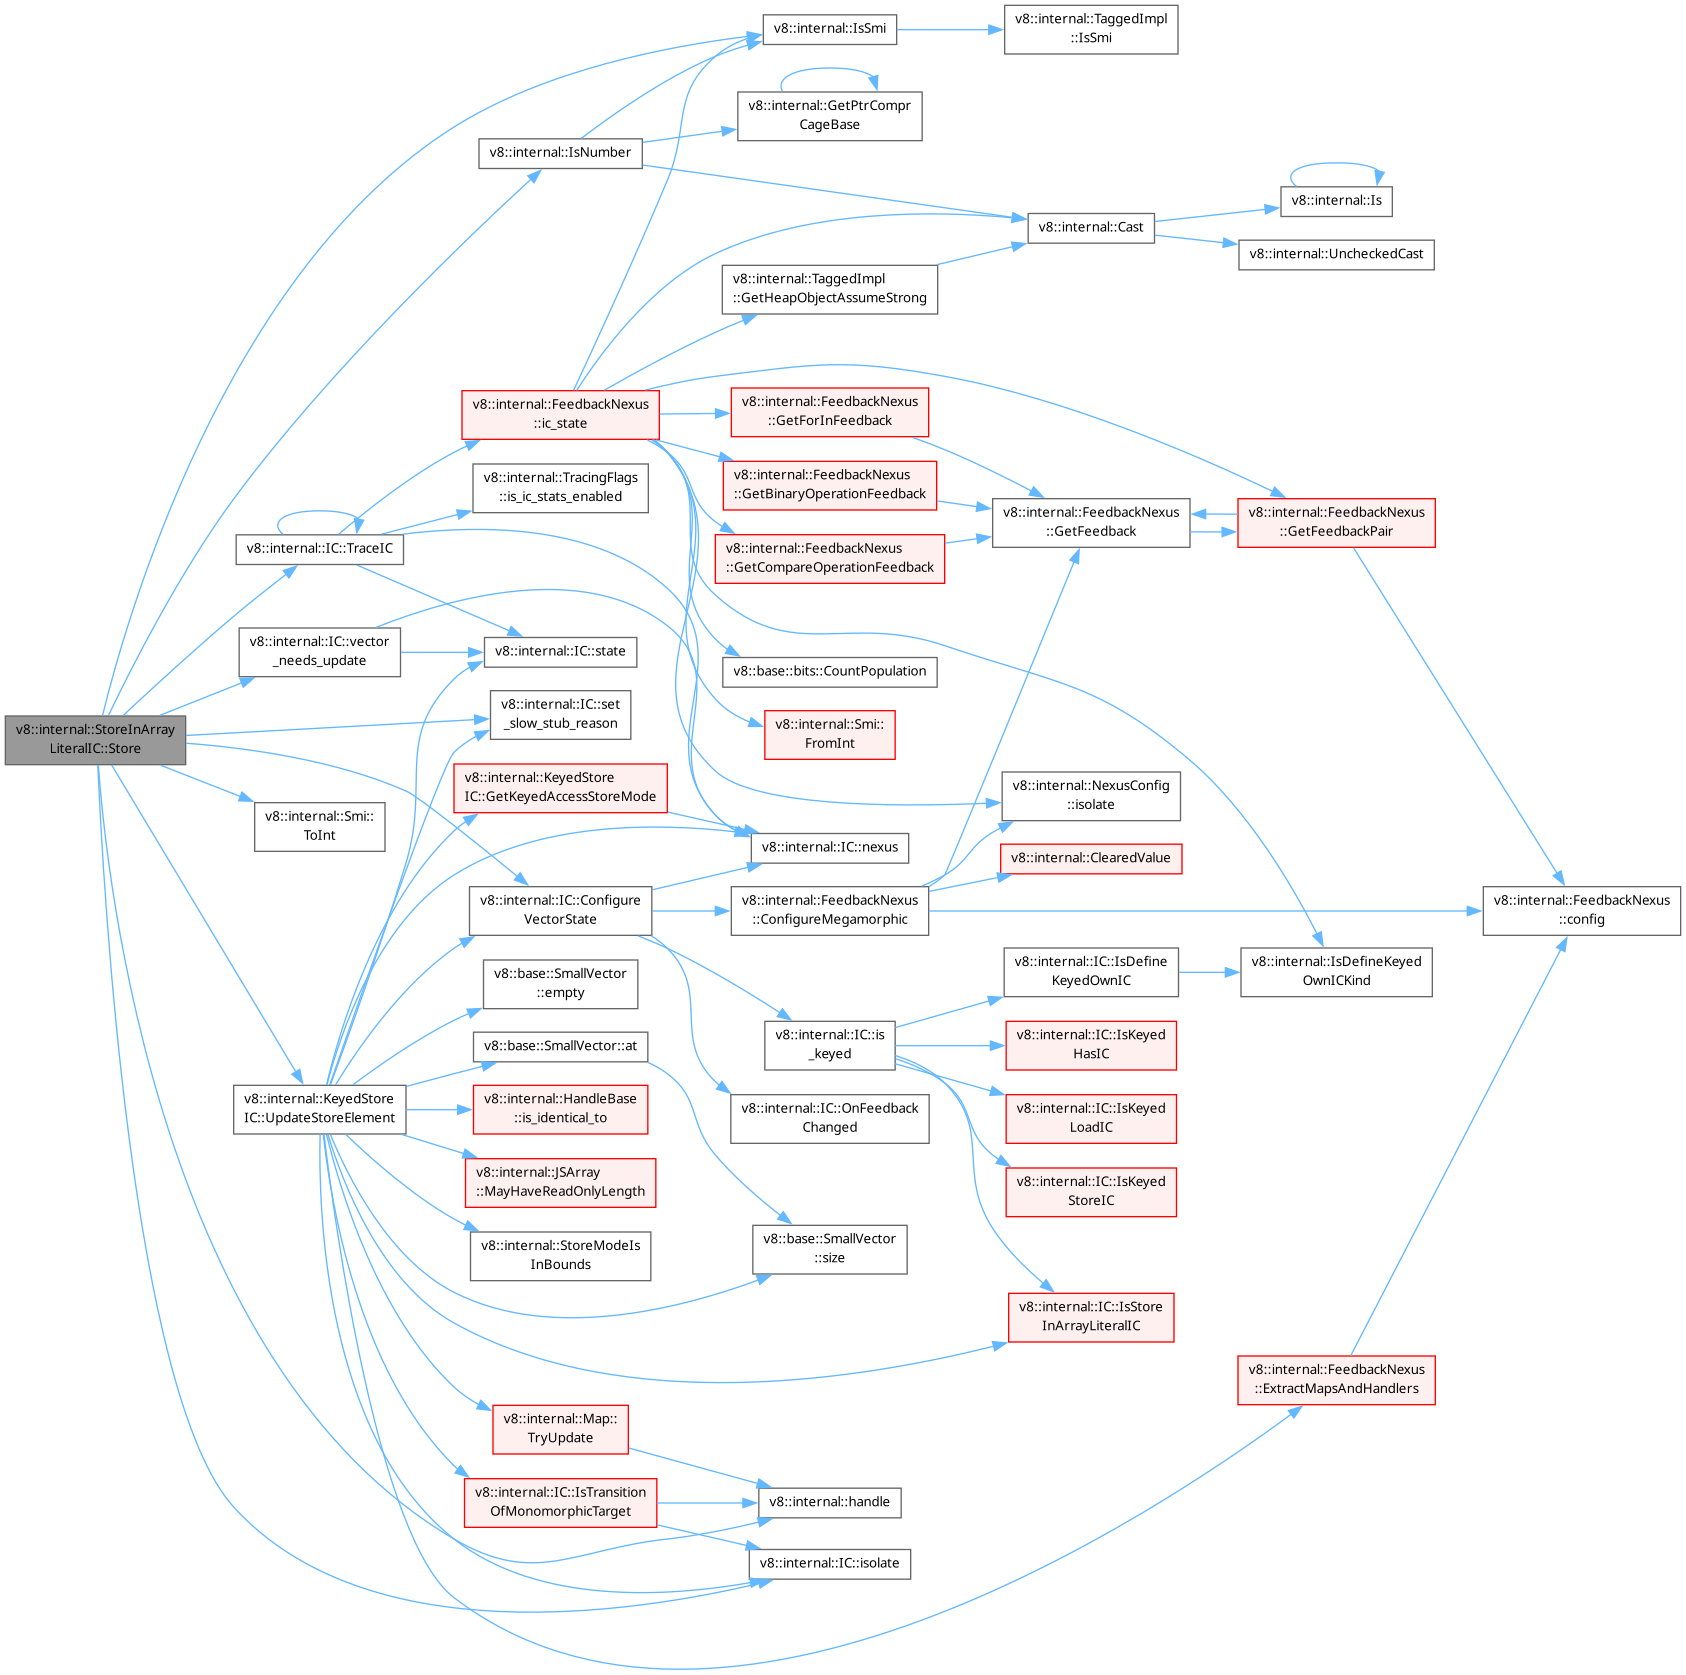 v8::internal::IsSmi
v8::internal::TaggedImpl
::IsSmi
v8::internal::GetPtrCompr
CageBase
v8::internal::IsNumber
v8::internal::Is
v8::internal::Cast
v8::internal::UncheckedCast
v8::internal::TaggedImpl
::GetHeapObjectAssumeStrong
v8::internal::FeedbackNexus
::ic_state
v8::internal::FeedbackNexus
::GetForInFeedback
v8::internal::TracingFlags
::is_ic_stats_enabled
v8::internal::FeedbackNexus
::GetBinaryOperationFeedback
v8::internal::FeedbackNexus
::GetFeedback
v8::internal::FeedbackNexus
::GetFeedbackPair
v8::internal::IC::TraceIC
v8::internal::FeedbackNexus
::GetCompareOperationFeedback
v8::internal::IC::vector
_needs_update
v8::internal::IC::state
v8::base::bits::CountPopulation
v8::internal::StoreInArray
LiteralIC::Store
v8::internal::IC::set
_slow_stub_reason
v8::internal::Smi::
FromInt
v8::internal::KeyedStore
IC::GetKeyedAccessStoreMode
v8::internal::NexusConfig
::isolate
v8::internal::Smi::
ToInt
v8::internal::IC::nexus
v8::internal::ClearedValue
v8::internal::IC::Configure
VectorState
v8::internal::FeedbackNexus
::ConfigureMegamorphic
v8::internal::FeedbackNexus
::config
v8::base::SmallVector
::empty
v8::internal::IC::IsDefine
KeyedOwnIC
v8::internal::IsDefineKeyed
OwnICKind
v8::base::SmallVector::at
v8::internal::IC::is
_keyed
v8::internal::IC::IsKeyed
HasIC
v8::internal::KeyedStore
IC::UpdateStoreElement
v8::internal::HandleBase
::is_identical_to
v8::internal::IC::OnFeedback
Changed
v8::internal::IC::IsKeyed
LoadIC
v8::internal::JSArray
::MayHaveReadOnlyLength
v8::internal::IC::IsKeyed
StoreIC
v8::internal::StoreModeIs
InBounds
v8::base::SmallVector
::size
v8::internal::IC::IsStore
InArrayLiteralIC
v8::internal::FeedbackNexus
::ExtractMapsAndHandlers
v8::internal::Map::
TryUpdate
v8::internal::IC::IsTransition
OfMonomorphicTarget
v8::internal::handle
v8::internal::IC::isolate